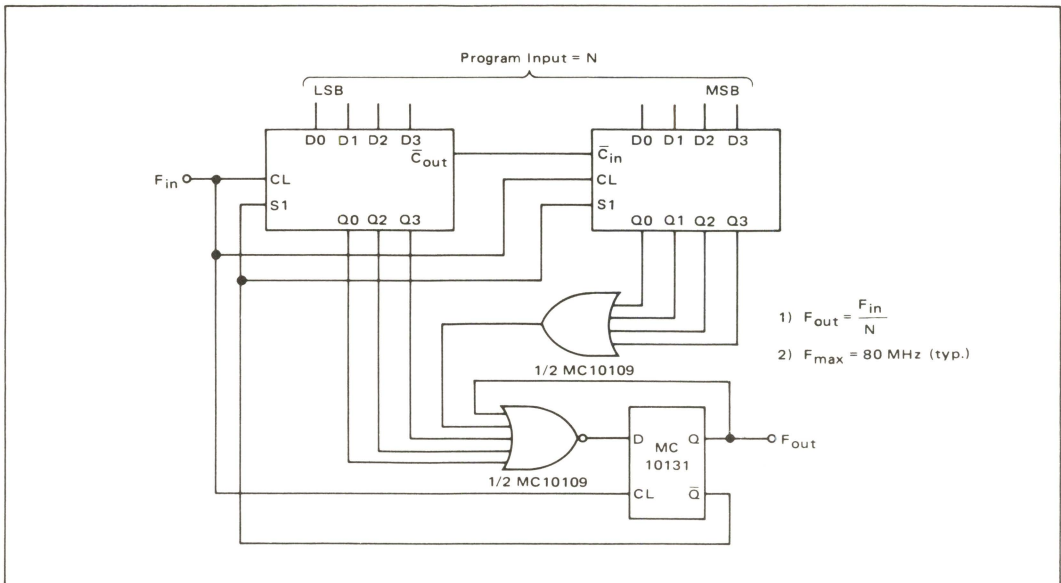 Program Input = N
LSB
MSB
D0 D1 D2 D3
D0 D1 D2 D3
C̅out
C̅in
Fin
CL
CL
S1
S1
Q0 Q2 Q3
Q0 Q1 Q2 Q3
1) Fout = Fin / N
2) Fmax = 80 MHz (typ.)
1/2 MC10109
D
MC
10131
Q
Fout
1/2 MC10109
CL
Q̅